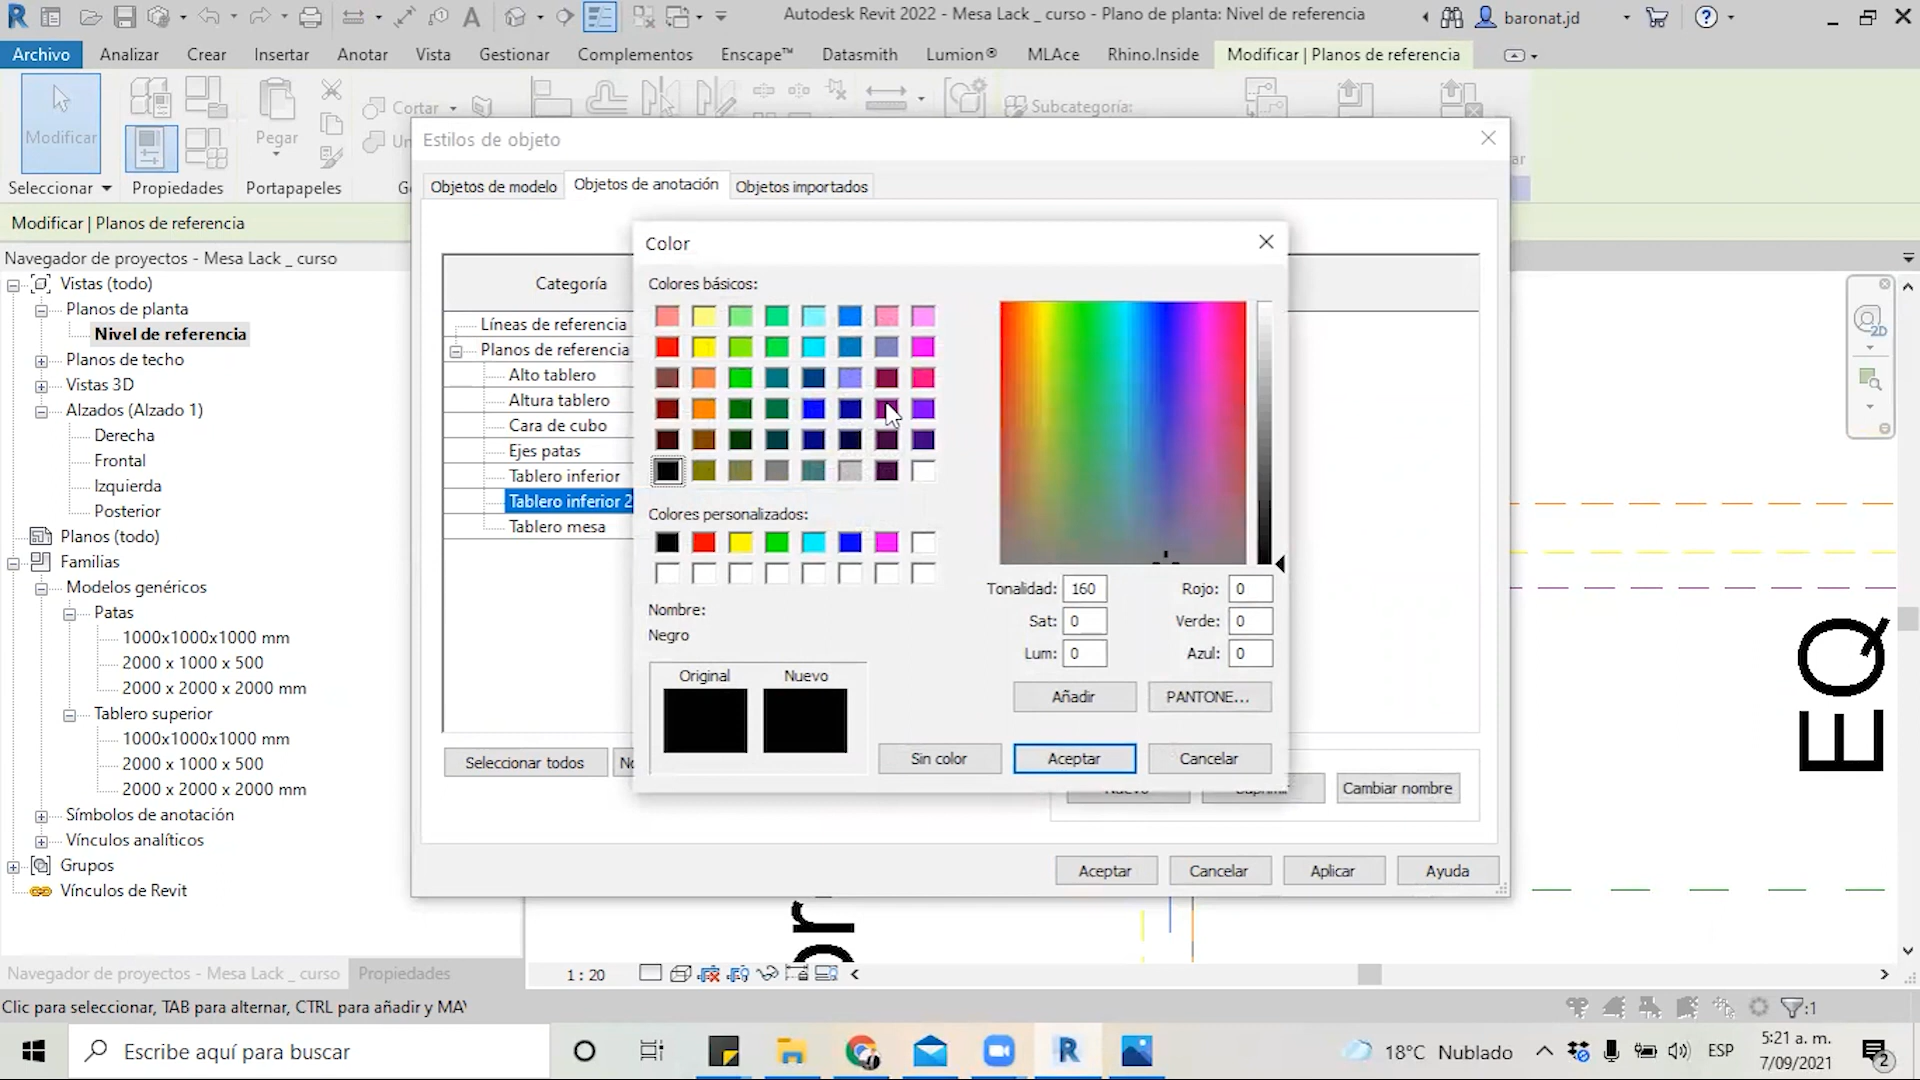 Autodesk Revit 2022 - Mesa Lack _ curso - Plano de planta: Nivel de referencia
baronat.jd
Archivo Analizar Crear Insertar Anotar Vista Gestionar Complementos Enscape™ Datasmith Lumion® MLAce Rhino.Inside Modificar | Planos de referencia
Modificar
Pegar
Cortar
Subcategoría:
Seleccionar Propiedades Portapapeles
Modificar | Planos de referencia
Navegador de proyectos - Mesa Lack _ curso
Vistas (todo)
Planos de planta
Nivel de referencia
Planos de techo
Vistas 3D
Alzados (Alzado 1)
Derecha
Frontal
Izquierda
Posterior
Planos (todo)
Familias
Modelos genéricos
Patas
1000x1000x1000 mm
2000 x 1000 x 500
2000 x 2000 x 2000 mm
Tablero superior
1000x1000x1000 mm
2000 x 1000 x 500
2000 x 2000 x 2000 mm
Símbolos de anotación
Vínculos analíticos
Grupos
Vínculos de Revit
Navegador de proyectos - Mesa Lack _ curso Propiedades
Estilos de objeto
Objetos de modelo Objetos de anotación Objetos importados
Categoría
Líneas de referencia
Planos de referencia
Alto tablero
Altura tablero
Cara de cubo
Ejes patas
Tablero inferior
Tablero inferior 2
Tablero mesa
Seleccionar todos
Nuevo Suprimir Cambiar nombre
Aceptar Cancelar Aplicar Ayuda
Color
Colores básicos:
Colores personalizados:
Nombre:
Negro
Original Nuevo
Tonalidad: 160 Rojo: 0
Sat: 0 Verde: 0
Lum: 0 Azul: 0
Añadir PANTONE...
Sin color Aceptar Cancelar
2D
EQ
1 : 20
Clic para seleccionar, TAB para alternar, CTRL para añadir y MAY
:1
Escribe aquí para buscar
18°C Nublado
ESP
5:21 a. m.
7/09/2021
2